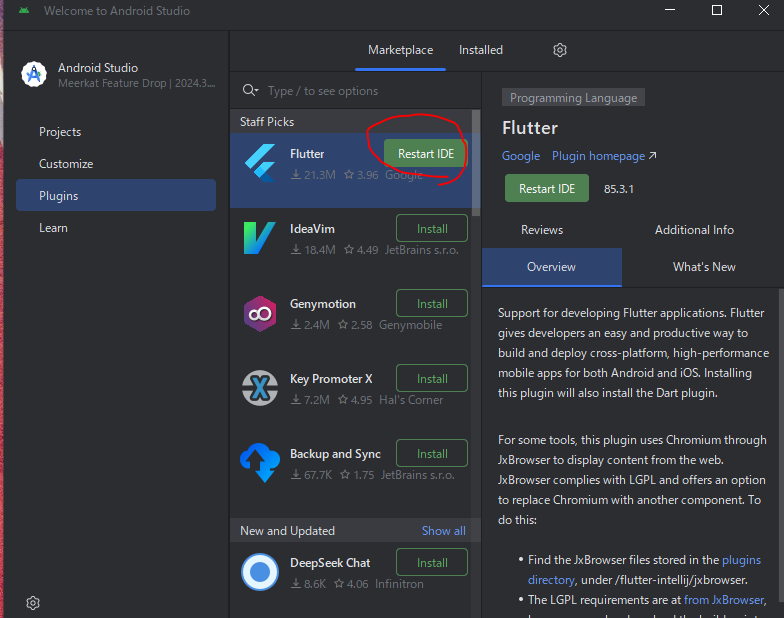 Welcome to Android Studio
Android Studio
Meerkat Feature Drop | 2024.3....
Projects
Customize
Plugins
Learn
Marketplace
Installed
Type / to see options
Staff Picks
Flutter
Restart IDE
21.3M 3.96 Google
IdeaVim
Install
18.4M 4.49 JetBrains s.r.o.
Genymotion
Install
2.4M 2.58 Genymobile
Key Promoter X
Install
7.2M 4.95 Hal's Corner
Backup and Sync
Install
67.7K 1.75 JetBrains s.r.o.
New and Updated
Show all
DeepSeek Chat
Install
8.6K 4.06 Infinitron
Programming Language
Flutter
Google Plugin homepage
Restart IDE 85.3.1
Reviews
Additional Info
Overview
What's New
Support for developing Flutter applications. Flutter
gives developers an easy and productive way to
build and deploy cross-platform, high-performance
mobile apps for both Android and iOS. Installing
this plugin will also install the Dart plugin.
For some tools, this plugin uses Chromium through
JxBrowser to display content from the web.
JxBrowser complies with LGPL and offers an option
to replace Chromium with another component. To
do this:
• Find the JxBrowser files stored in the plugins
directory, under /flutter-intellij/jxbrowser.
• The LGPL requirements are at from JxBrowser,